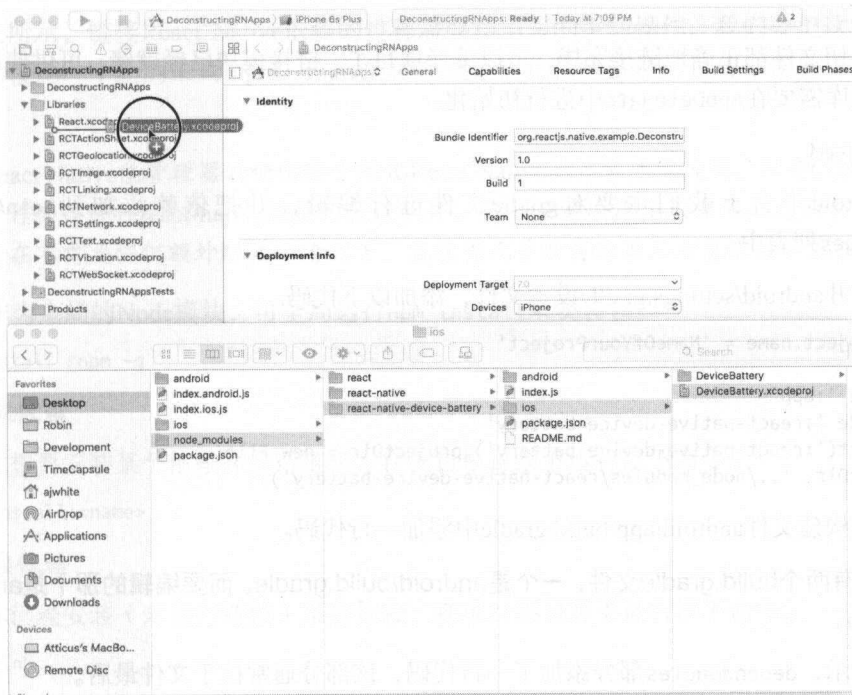 DeconstructingRNApps
iPhone 6s Plus
DeconstructingRNApps: Ready | Today at 7:09 PM
2
DeconstructingRNApps
DeconstructingRNApps
DeconstructingRNApps
General
Capabilities
Resource Tags
Info
Build Settings
Build Phases
DeconstructingRNApps
Libraries
DeviceBattery.xcodeproj
RCTActionSheet.xcodeproj
RCTGeolocation.xcodeproj
RCTImage.xcodeproj
RCTLinking.xcodeproj
RCTNetwork.xcodeproj
RCTSettings.xcodeproj
RCTText.xcodeproj
RCTVibration.xcodeproj
RCTWebSocket.xcodeproj
DeconstructingRNAppsTests
Products
Identity
Bundle Identifier org.reactjs.native.example.Deconstru
Version 1.0
Build 1
Team None
Deployment Info
Deployment Target 7.0
Devices iPhone
ios
Search
Favorites
Desktop
Robin
Development
TimeCapsule
ajwhite
AirDrop
Applications
Pictures
Documents
Downloads
Devices
Atticus's MacBo...
Remote Disc
android
index.android.js
index.ios.js
ios
node_modules
package.json
react
react-native
react-native-device-battery
android
index.js
ios
package.json
README.md
DeviceBattery
DeviceBattery.xcodeproj